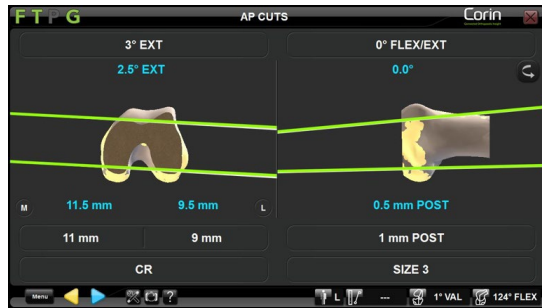 F T P G AP CUTS Corin
3° EXT 0° FLEX/EXT
2.5° EXT 0.0°
M 11.5 mm 9.5 mm L 0.5 mm POST
11 mm 9 mm 1 mm POST
CR SIZE 3
Menu ? L --- 1° VAL 124° FLEX